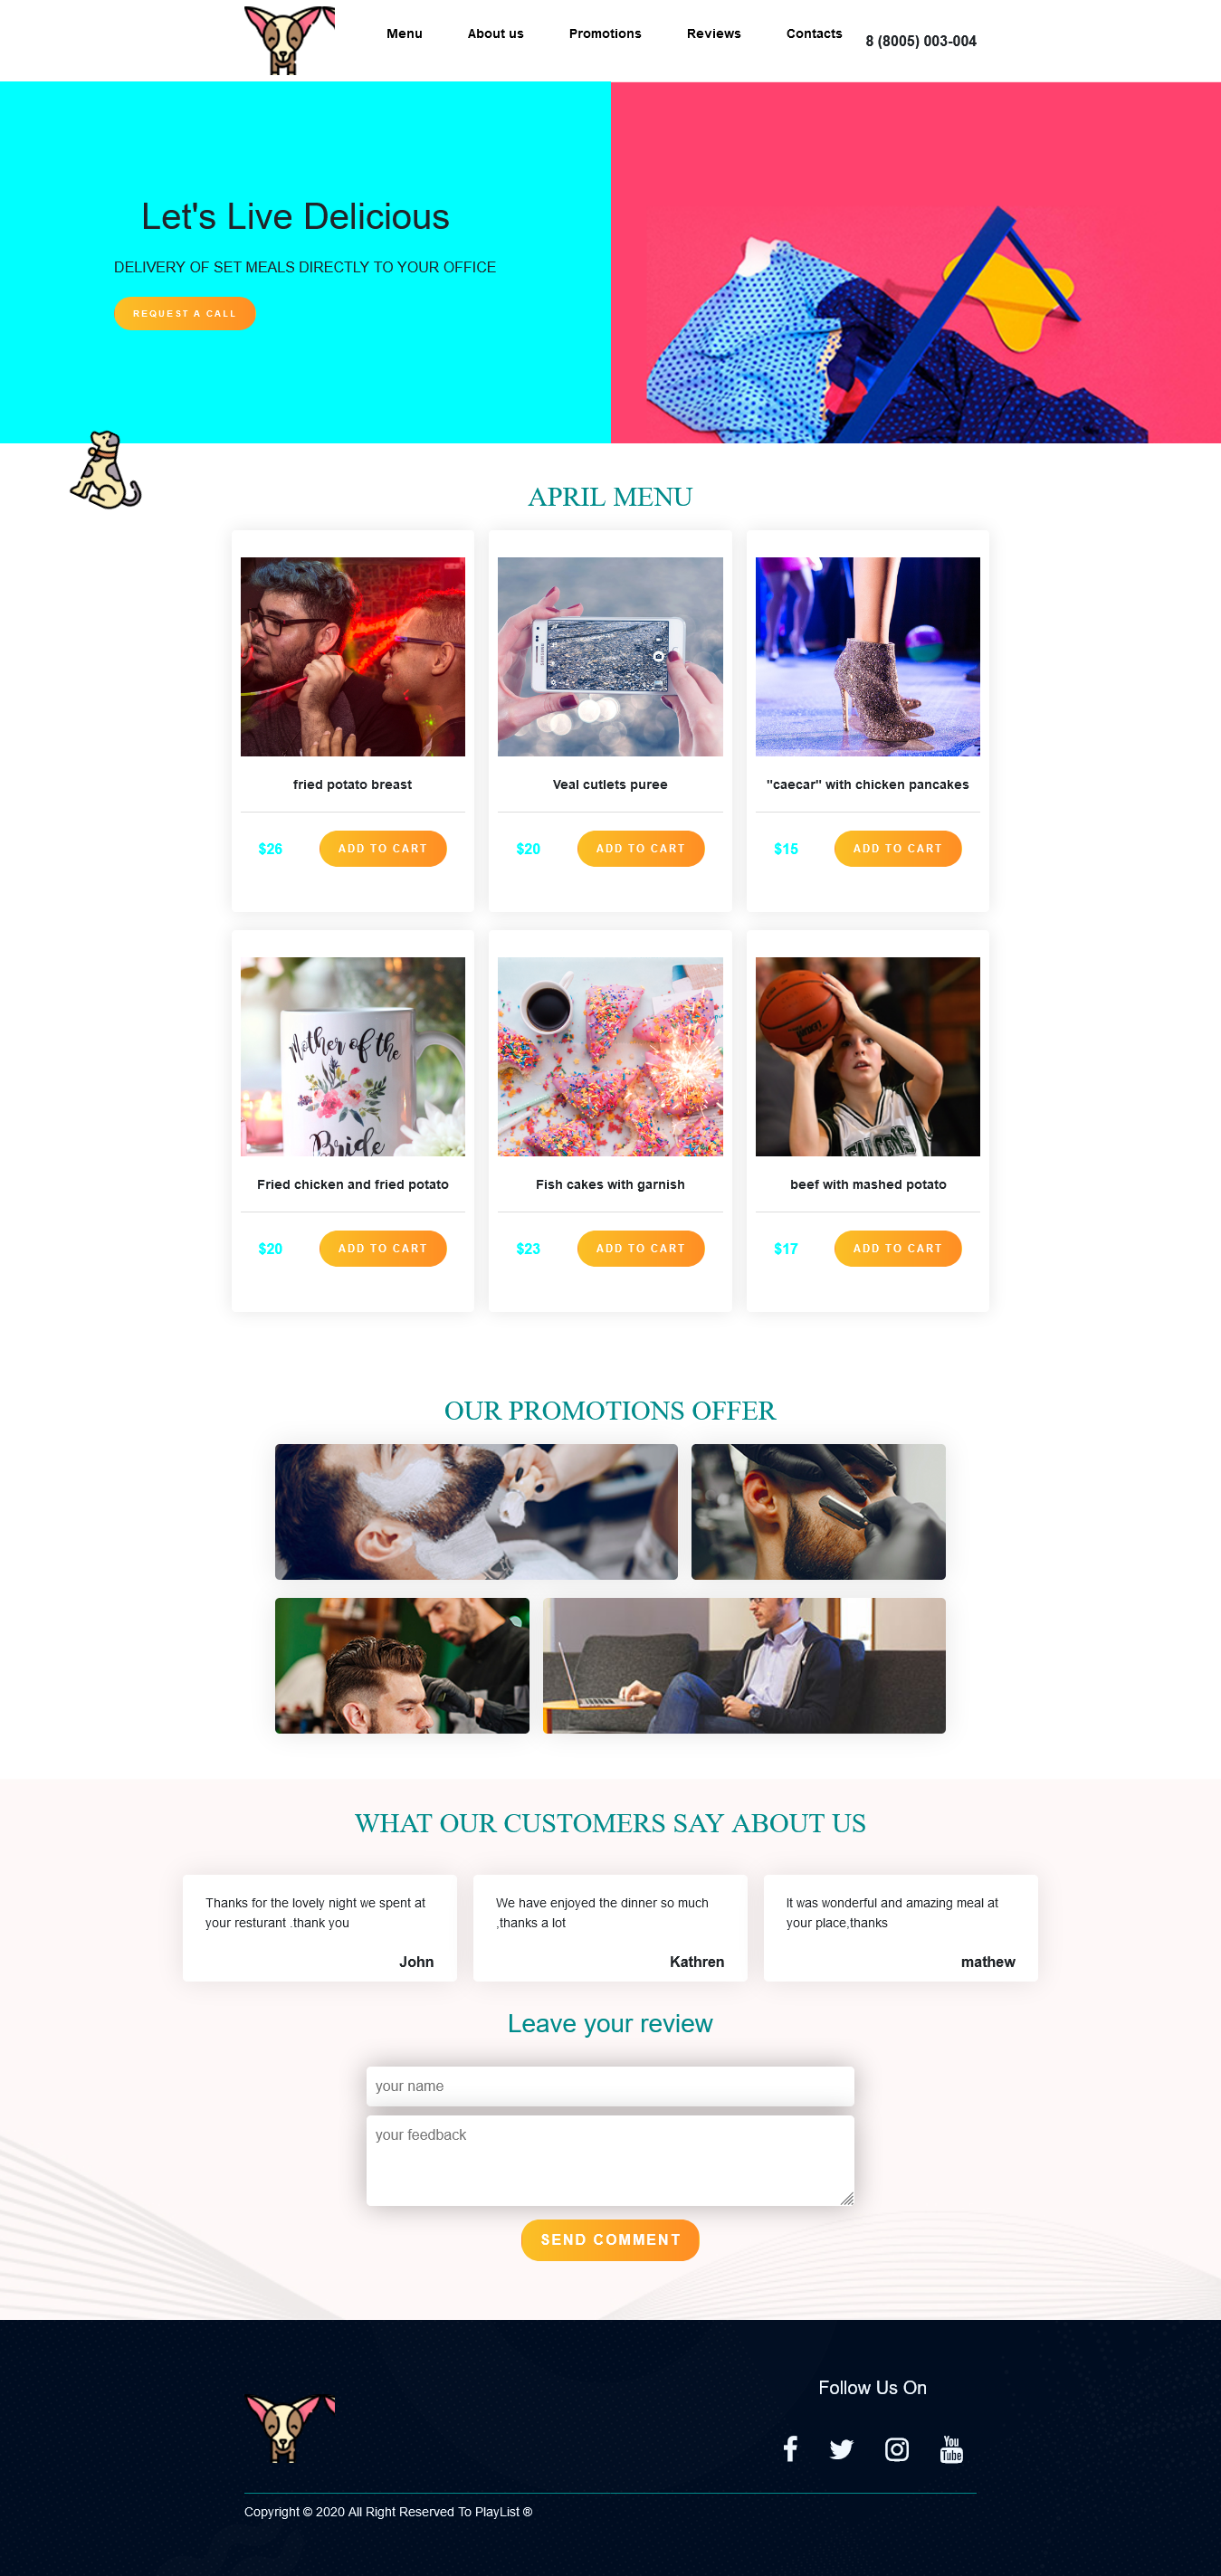 Menu
About us
Promotions
Reviews
Contacts
8 (8005) 003-004
Let's Live Delicious
DELIVERY OF SET MEALS DIRECTLY TO YOUR OFFICE
REQUEST A CALL
APRIL MENU
fried potato breast
Veal cutlets puree
"caecar" with chicken pancakes
$26
ADD TO CART
$20
ADD TO CART
$15
ADD TO CART
Mother of the
Bride
Fried chicken and fried potato
Fish cakes with garnish
beef with mashed potato
$20
ADD TO CART
$23
ADD TO CART
$17
ADD TO CART
OUR PROMOTIONS OFFER
WHAT OUR CUSTOMERS SAY ABOUT US
Thanks for the lovely night we spent at
your resturant .thank you
John
We have enjoyed the dinner so much
,thanks a lot
Kathren
It was wonderful and amazing meal at
your place,thanks
mathew
Leave your review
your name
your feedback
SEND COMMENT
Follow Us On
You
Tube
Copyright © 2020 All Right Reserved To PlayList ®